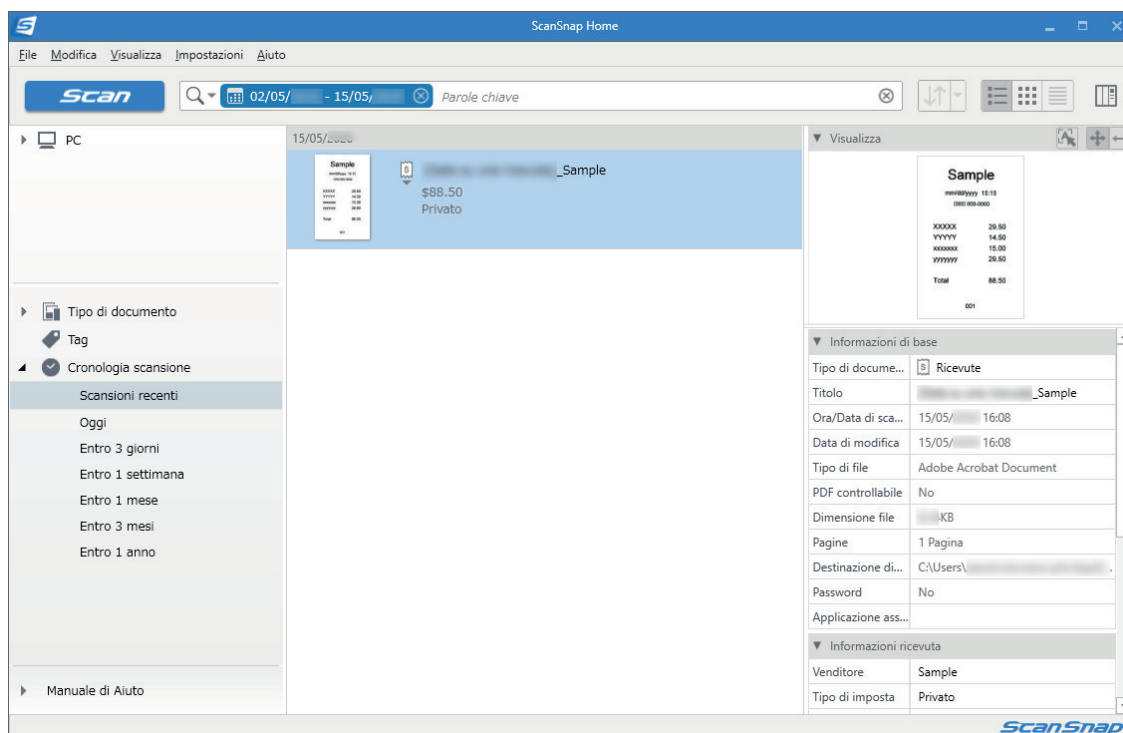 ScanSnap Home
File Modifica Visualizza Impostazioni Aiuto
Scan
02/05/ - 15/05/ Parole chiave
PC
Tipo di documento
Tag
Cronologia scansione
Scansioni recenti
Oggi
Entro 3 giorni
Entro 1 settimana
Entro 1 mese
Entro 3 mesi
Entro 1 anno
Manuale di Aiuto
15/05/
Sample
_Sample
$88.50
Privato
Visualizza
Sample
mm/dd/yyyy 15:15
(000) 000-0000
XXXXX 29.50
YYYYY 14.50
xxxxxxx 15.00
yyyyyyy 29.50
Total 88.50
001
Informazioni di base
Tipo di docume... Ricevute
Titolo _Sample
Ora/Data di sca... 15/05/ 16:08
Data di modifica 15/05/ 16:08
Tipo di file Adobe Acrobat Document
PDF controllabile No
Dimensione file KB
Pagine 1 Pagina
Destinazione di... C:\Users\
Password No
Applicazione ass...
Informazioni ricevuta
Venditore Sample
Tipo di imposta Privato
ScanSnap